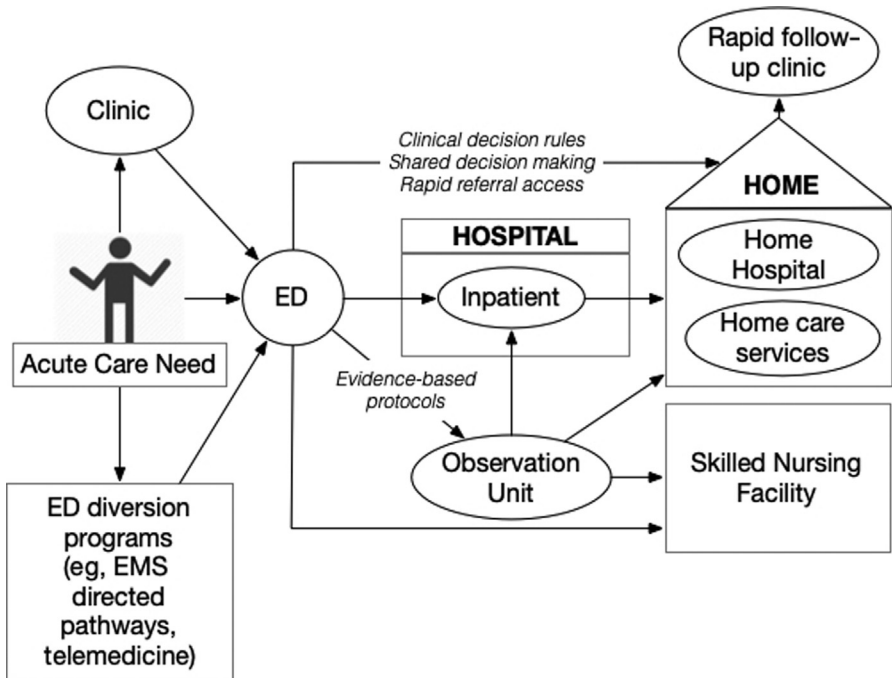 Rapid follow-
up clinic
Clinic
Clinical decision rules
Shared decision making
Rapid referral access
HOME
HOSPITAL
Home
Hospital
ED
Inpatient
Home care
services
Acute Care Need
Evidence-based
protocols
Observation
Unit
Skilled Nursing
Facility
ED diversion
programs
(eg, EMS
directed
pathways,
telemedicine)